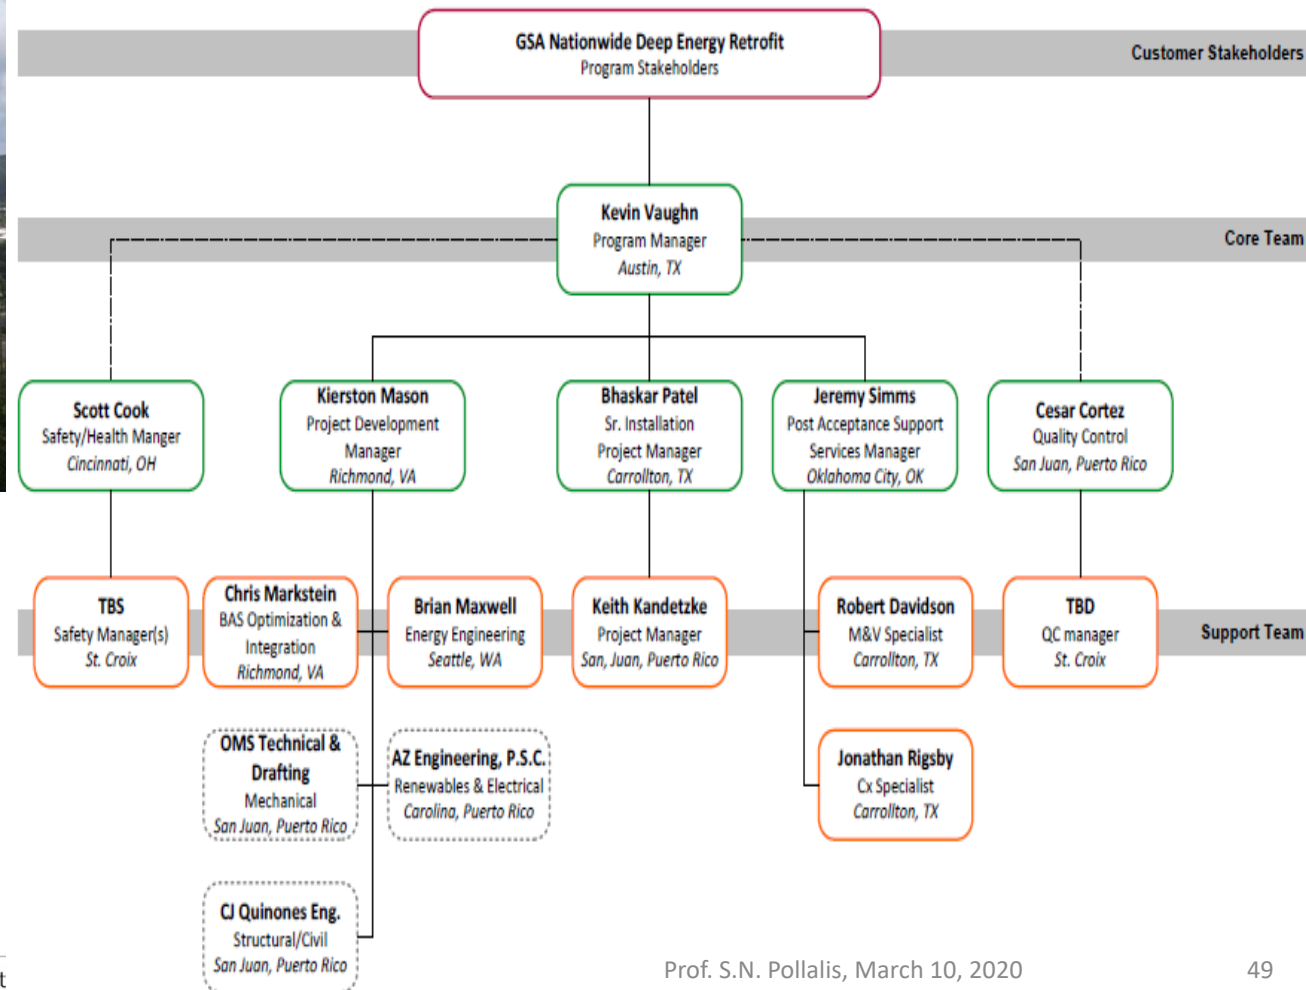 GSA Nationwide Deep Energy Retrofit
Program Stakeholders
Customer Stakeholders
Kevin Vaughn
Program Manager
Austin, TX
Core Team
Scott Cook
Safety/Health Manger
Cincinnati, OH
Kierston Mason
Project Development
Manager
Richmond, VA
Bhaskar Patel
Sr. Installation
Project Manager
Carrollton, TX
Jeremy Simms
Post Acceptance Support
Services Manager
Oklahoma City, OK
Cesar Cortez
Quality Control
San Juan, Puerto Rico
TBS
Safety Manager(s)
St. Croix
Chris Markstein
BAS Optimization &
Integration
Richmond, VA
Brian Maxwell
Energy Engineering
Seattle, WA
Keith Kandetzke
Project Manager
San, Juan, Puerto Rico
Robert Davidson
M&V Specialist
Carrollton, TX
TBD
QC manager
St. Croix
Support Team
OMS Technical &
Drafting
Mechanical
San Juan, Puerto Rico
AZ Engineering, P.S.C.
Renewables & Electrical
Carolina, Puerto Rico
Jonathan Rigsby
Cx Specialist
Carrollton, TX
CJ Quinones Eng.
Structural/Civil
San Juan, Puerto Rico
t
Prof. S.N. Pollalis, March 10, 2020
49